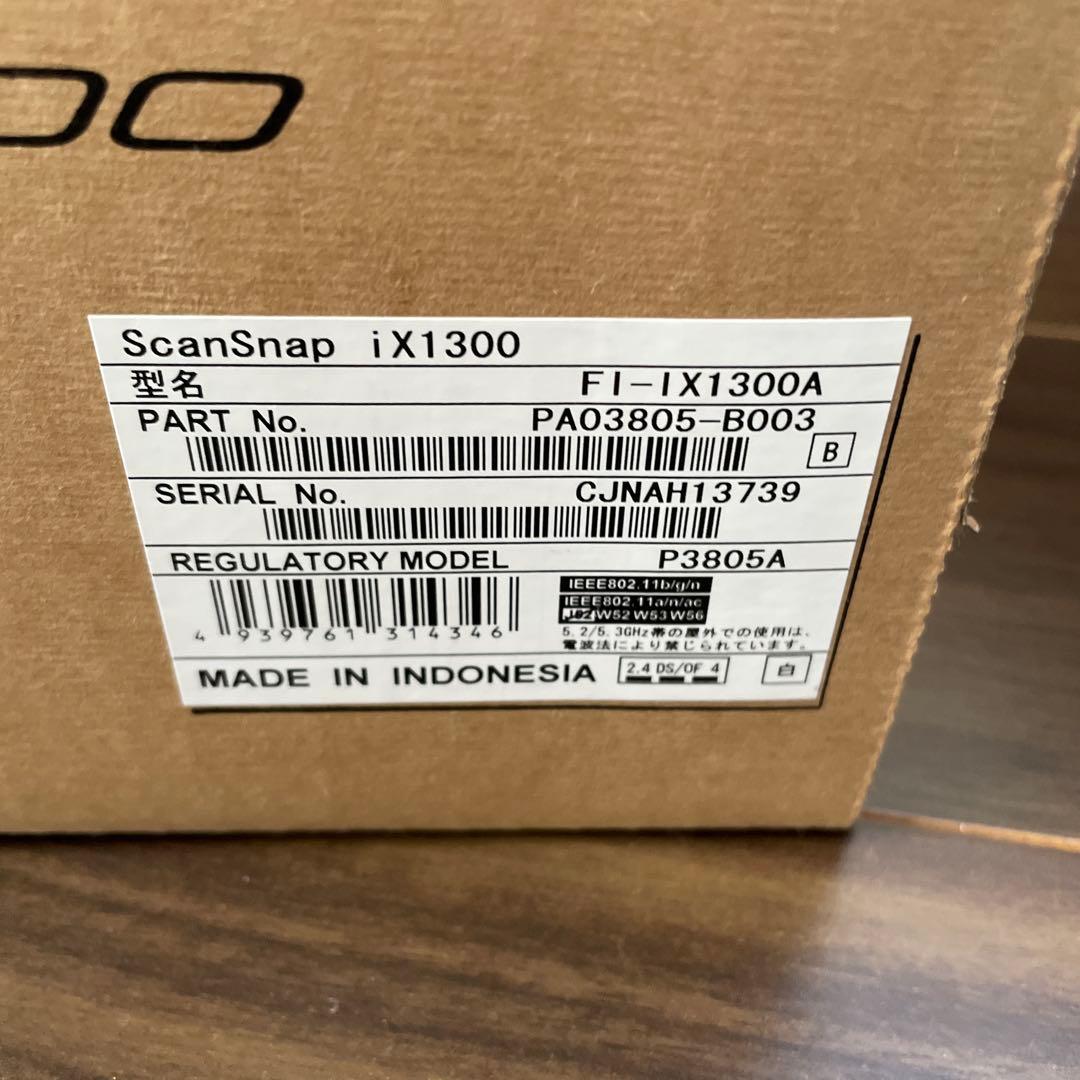 00
ScanSnap iX1300
型名 FI-IX1300A
PART No. PA03805-B003
B
SERIAL No. CJNAH13739
REGULATORY MODEL P3805A
IEEE802.11b/g/n
IEEE802.11a/n/ac
J52 W52 W53 W56
5.2/5.3GHz帯の屋外での使用は、
電波法により禁じられています。
4 939761 314346
MADE IN INDONESIA
2.4 DS/OF 4
白